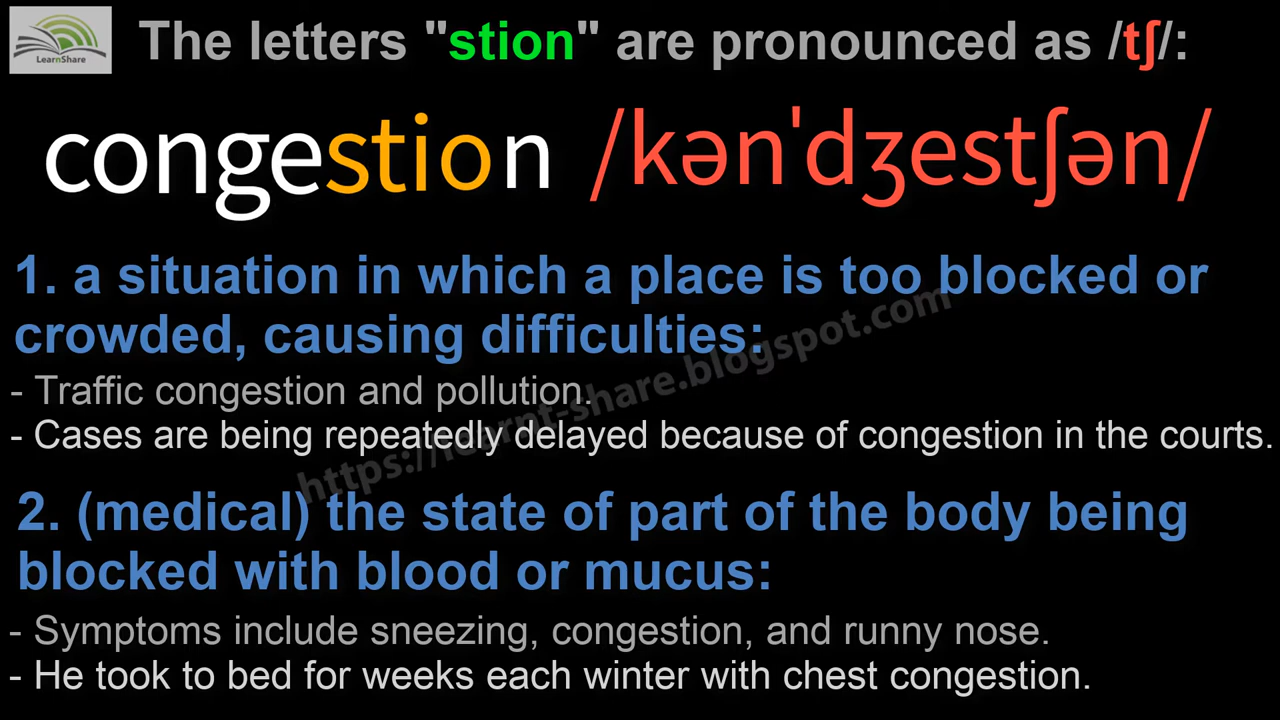 LearnShare
The letters "stion" are pronounced as /tʃ/:
congestion /kənˈdʒestʃən/
1. a situation in which a place is too blocked or
crowded, causing difficulties:
- Traffic congestion and pollution.
- Cases are being repeatedly delayed because of congestion in the courts.
https://learnt-share.blogspot.com
2. (medical) the state of part of the body being
blocked with blood or mucus:
- Symptoms include sneezing, congestion, and runny nose.
- He took to bed for weeks each winter with chest congestion.